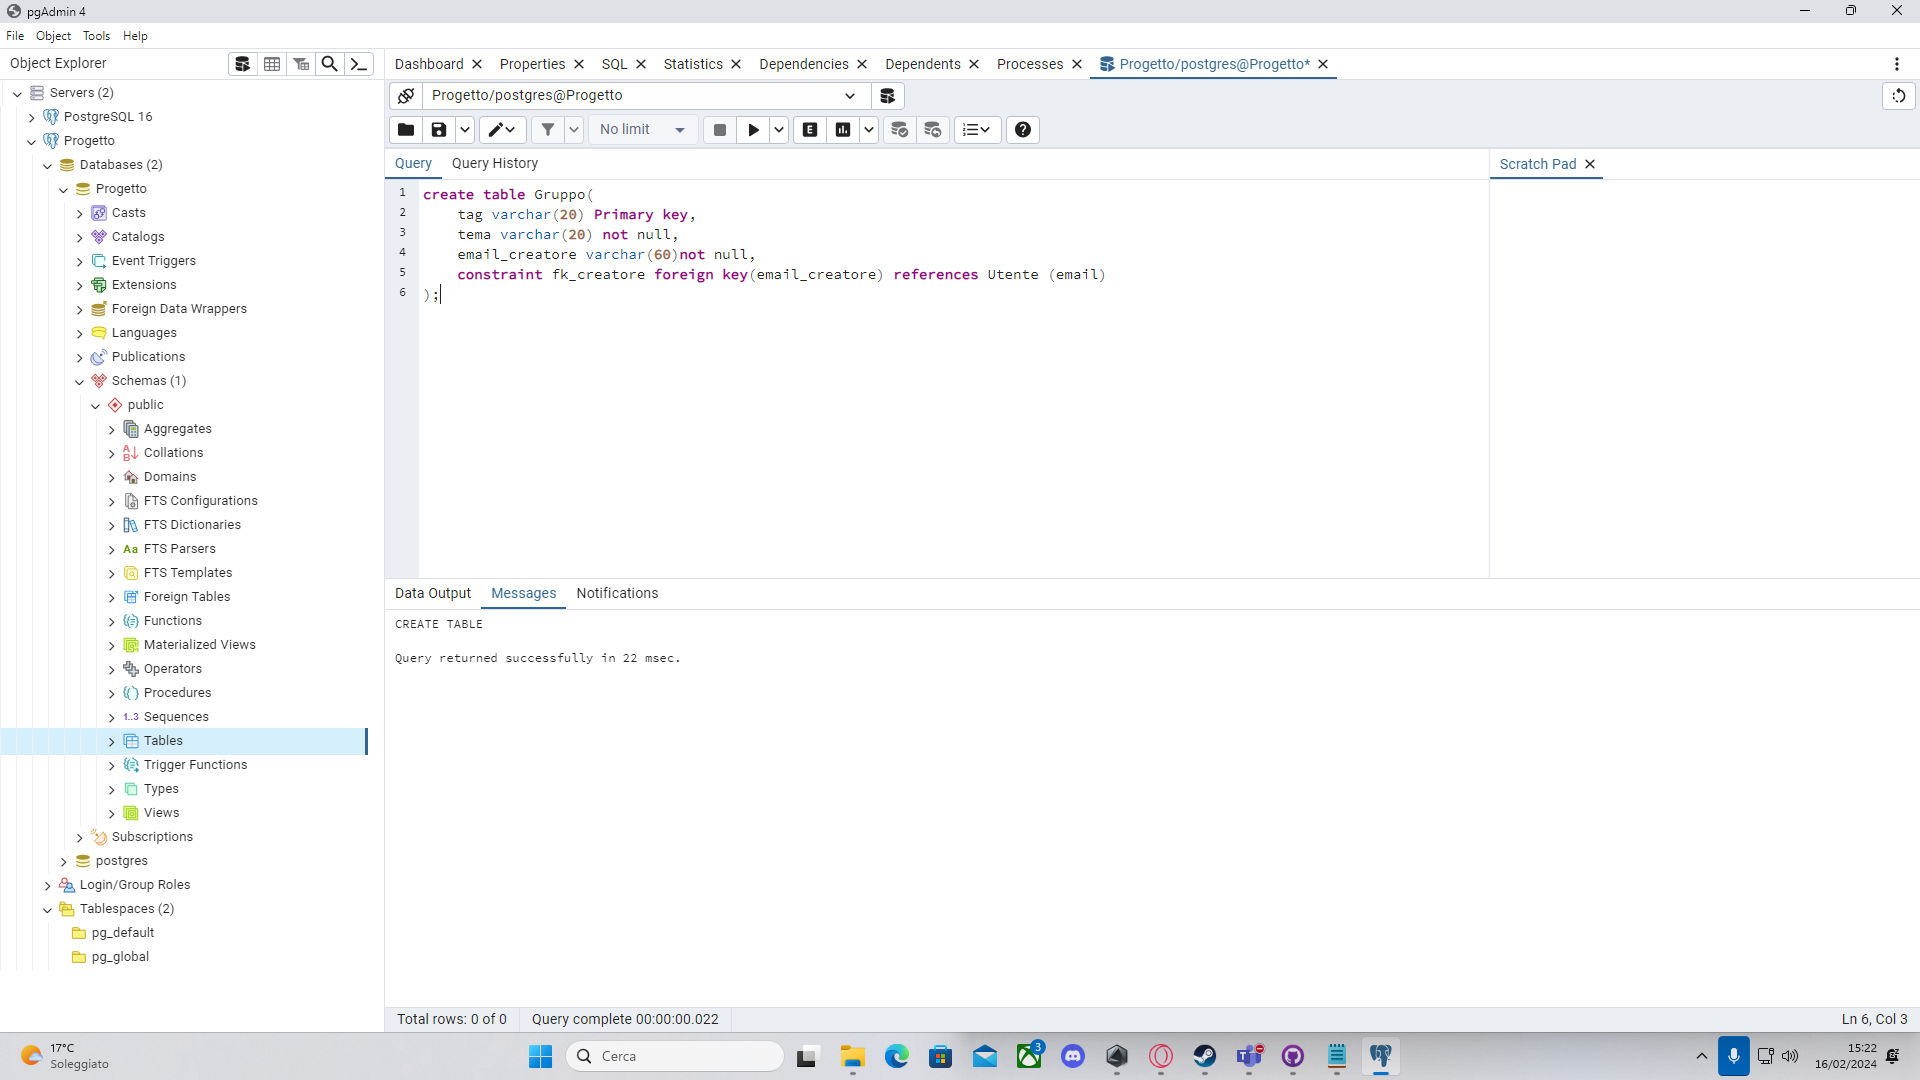 pgAdmin 4
File Object Tools Help
Object Explorer
Dashboard Properties SQL Statistics Dependencies Dependents Processes Progetto/postgres@Progetto*
Servers (2)
PostgreSQL 16
Progetto
Databases (2)
Progetto
Casts
Catalogs
Event Triggers
Extensions
Foreign Data Wrappers
Languages
Publications
Schemas (1)
public
Aggregates
Collations
Domains
FTS Configurations
FTS Dictionaries
Aa FTS Parsers
FTS Templates
Foreign Tables
Functions
Materialized Views
Operators
Procedures
1..3 Sequences
Tables
Trigger Functions
Types
Views
Subscriptions
postgres
Login/Group Roles
Tablespaces (2)
pg_default
pg_global
Progetto/postgres@Progetto
No limit
E
Query Query History
Scratch Pad
1 create table Gruppo(
2 tag varchar(20) Primary key,
3 tema varchar(20) not null,
4 email_creatore varchar(60)not null,
5 constraint fk_creatore foreign key(email_creatore) references Utente (email)
6 );
Data Output Messages Notifications
CREATE TABLE
Query returned successfully in 22 msec.
Total rows: 0 of 0 Query complete 00:00:00.022 Ln 6, Col 3
17°C
Soleggiato
Cerca
3
15:22
16/02/2024